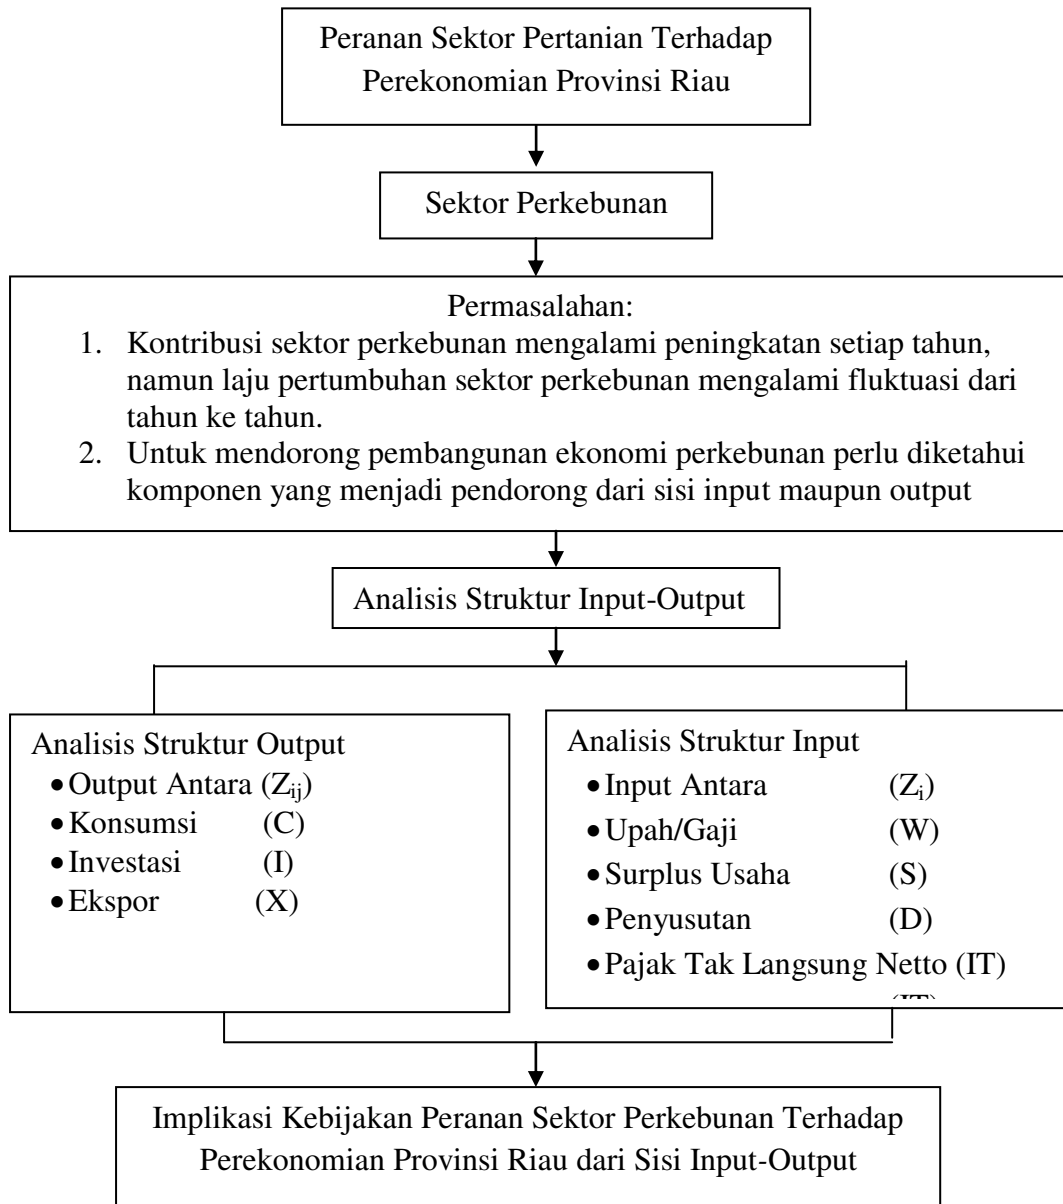 Peranan Sektor Pertanian Terhadap
Perekonomian Provinsi Riau
Sektor Perkebunan
Permasalahan:
1. Kontribusi sektor perkebunan mengalami peningkatan setiap tahun,
namun laju pertumbuhan sektor perkebunan mengalami fluktuasi dari
tahun ke tahun.
2. Untuk mendorong pembangunan ekonomi perkebunan perlu diketahui
komponen yang menjadi pendorong dari sisi input maupun output
Analisis Struktur Input-Output
Analisis Struktur Output
•Output Antara (Zij)
•Konsumsi (C)
•Investasi (I)
•Ekspor (X)
Analisis Struktur Input
•Input Antara (Zi)
•Upah/Gaji (W)
•Surplus Usaha (S)
•Penyusutan (D)
•Pajak Tak Langsung Netto (IT)
Implikasi Kebijakan Peranan Sektor Perkebunan Terhadap
Perekonomian Provinsi Riau dari Sisi Input-Output